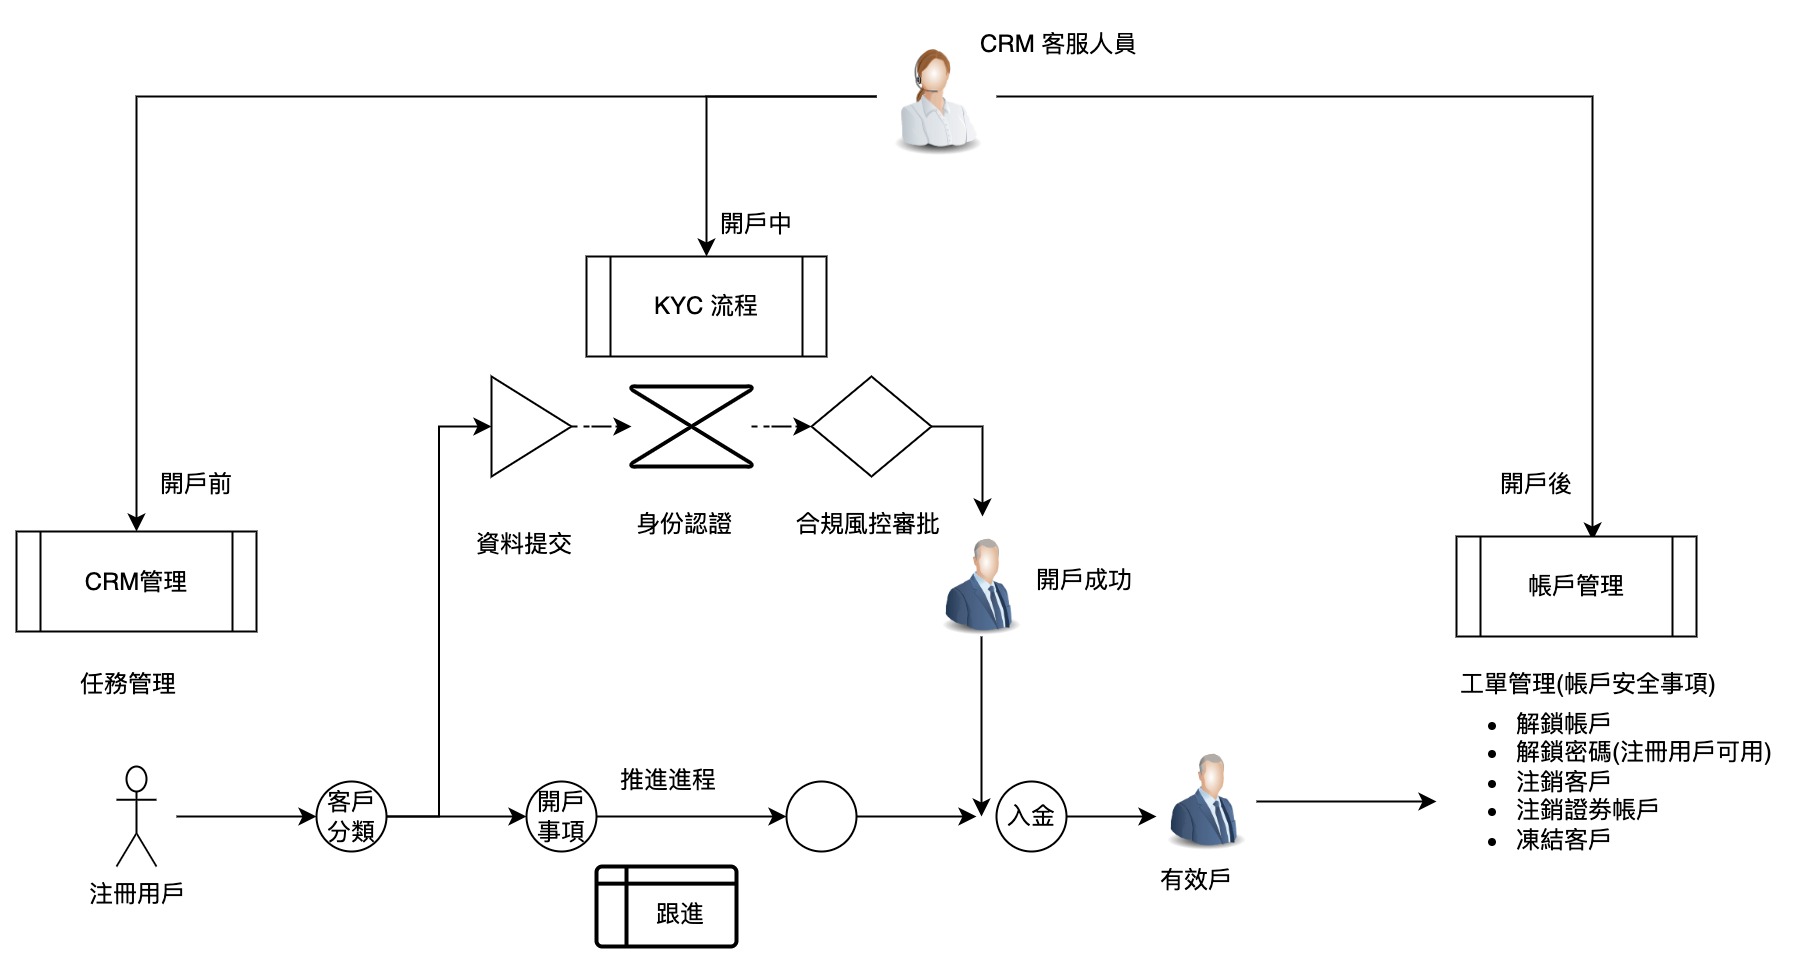 CRM 客服人員
開戶中
KYC 流程
開戶前
開戶後
資料提交
身份認證
合規風控審批
CRM管理
開戶成功
帳戶管理
任務管理
工單管理(帳戶安全事項)
解鎖帳戶
解鎖密碼(注冊用戶可用)
注銷客戶
注銷證券帳戶
凍結客戶
推進進程
客戶
分類
開戶
事項
入金
注冊用戶
跟進
有效戶